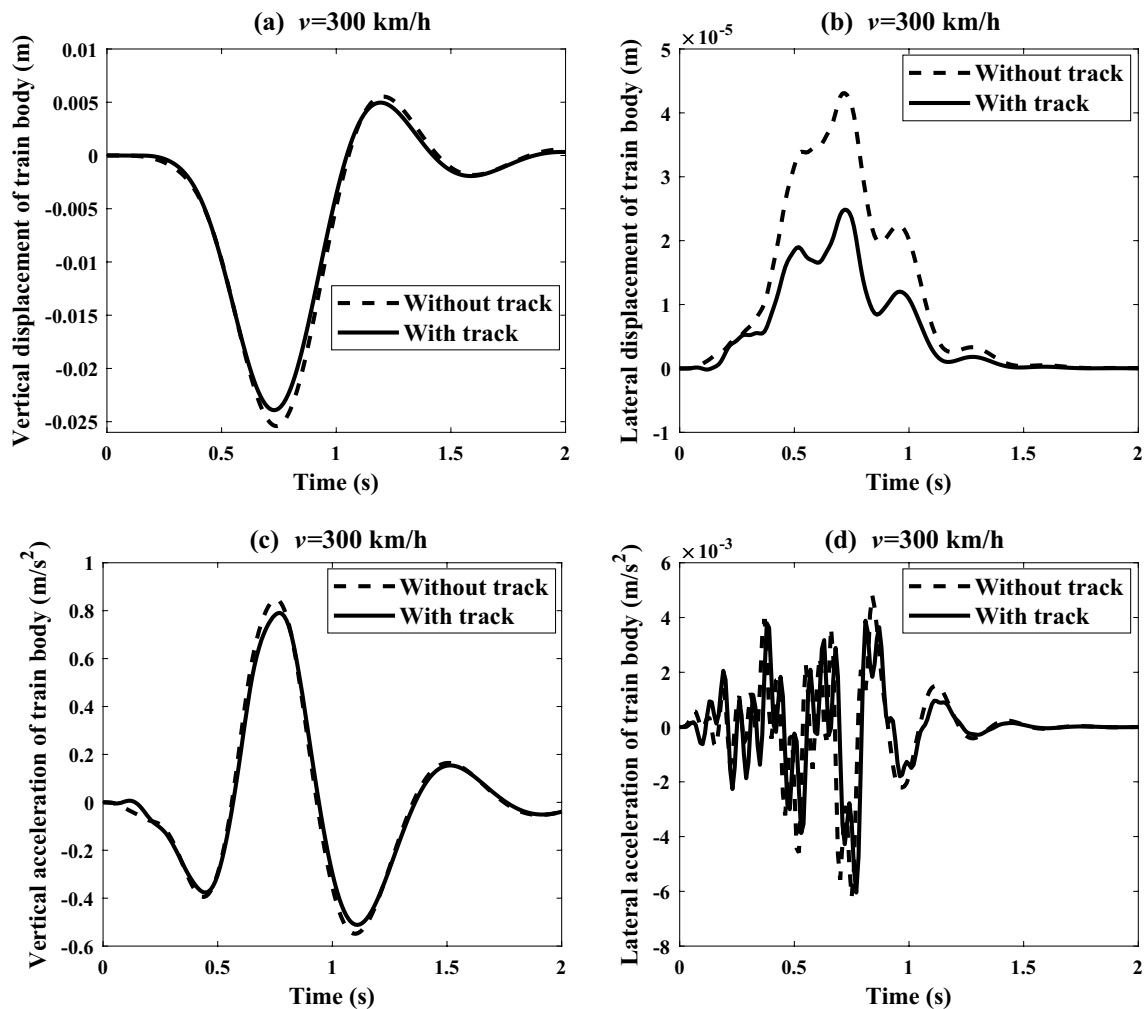 (a) v=300 km/h
Vertical displacement of train body (m)
0.01
0.005
0
-0.005
-0.01
-0.015
-0.02
-0.025
Without track
With track
0
0.5
1
1.5
2
Time (s)
(b) v=300 km/h
×10⁻⁵
Lateral displacement of train body (m)
5
4
3
2
1
0
-1
Without track
With track
0
0.5
1
1.5
2
Time (s)
(c) v=300 km/h
Vertical acceleration of train body (m/s²)
1
0.8
0.6
0.4
0.2
0
-0.2
-0.4
-0.6
Without track
With track
0
0.5
1
1.5
2
Time (s)
(d) v=300 km/h
×10⁻³
Lateral acceleration of train body (m/s²)
6
4
2
0
-2
-4
-6
-8
Without track
With track
0
0.5
1
1.5
2
Time (s)